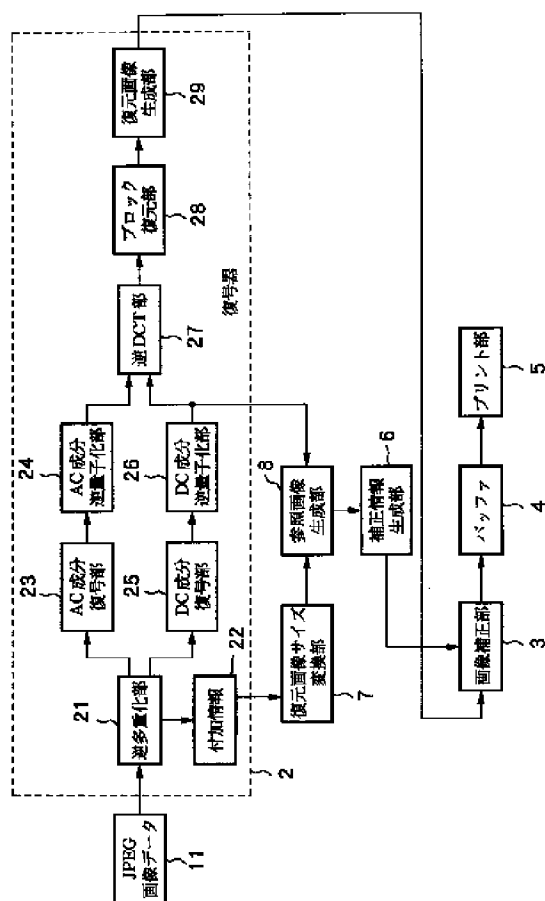 JPEG
画像データ
11
逆多重化部
21
付加情報
22
2
AC成分
復号部
23
AC成分
逆量子化部
24
DC成分
復号部
25
DC成分
逆量子化部
26
逆DCT部
27
復号器
ブロック
復元部
28
復元画像
生成部
29
復元画像サイズ
変換部
7
参照画像
生成部
8
補正情報
生成部
6
画像補正部
3
バッファ
4
プリント部
5